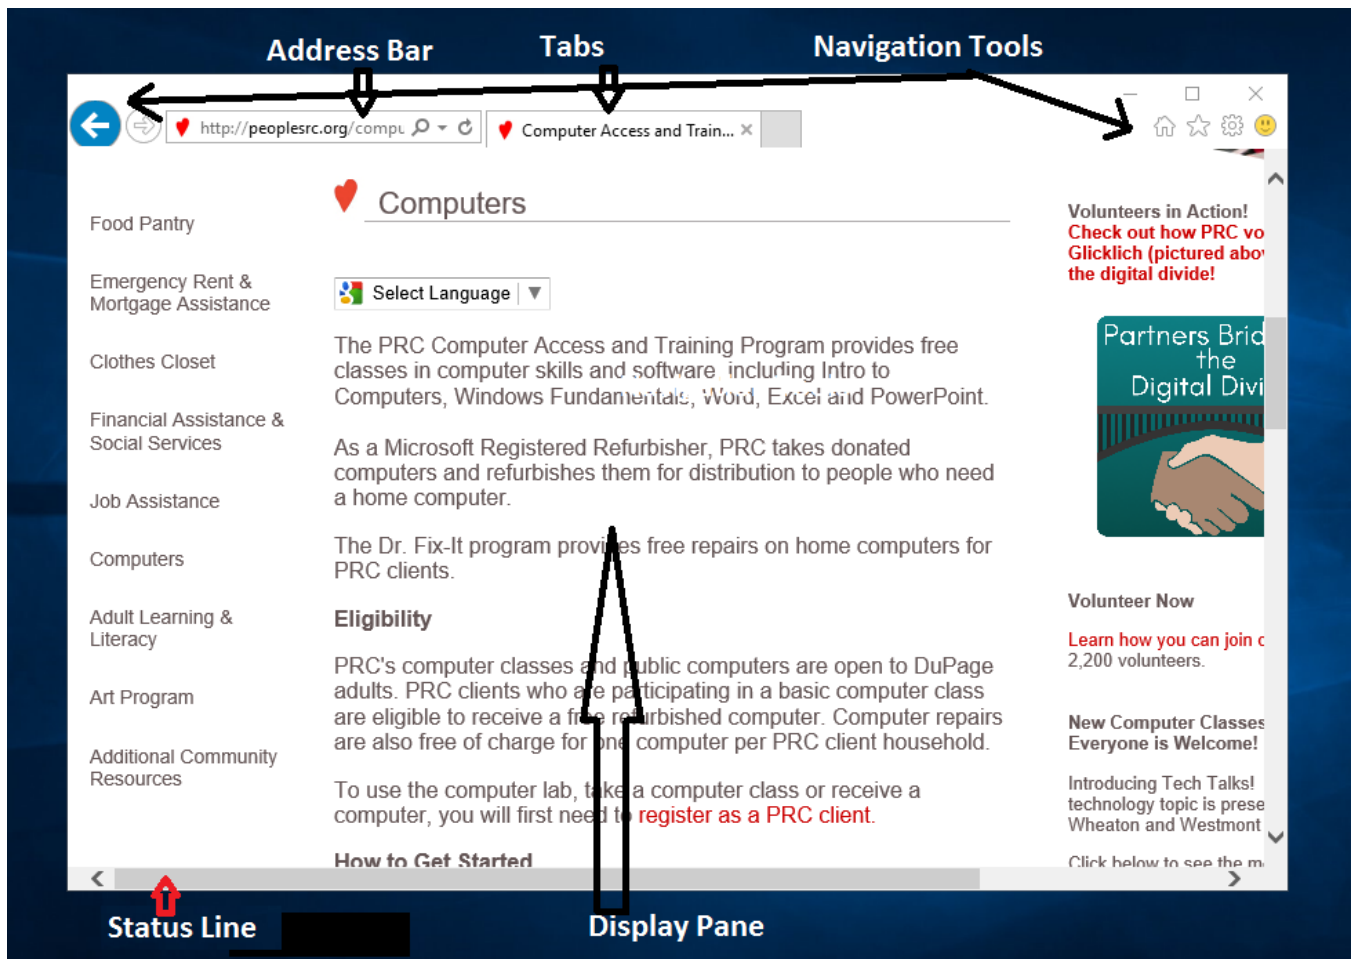 Address Bar
Tabs
Navigation Tools
http://peoplesrc.org/compu
Computer Access and Train...
Computers
Select Language
Food Pantry
Emergency Rent &
Mortgage Assistance
Clothes Closet
Financial Assistance &
Social Services
Job Assistance
Computers
Adult Learning &
Literacy
Art Program
Additional Community
Resources
The PRC Computer Access and Training Program provides free
classes in computer skills and software, including Intro to
Computers, Windows Fundamentals, Word, Excel and PowerPoint.
As a Microsoft Registered Refurbisher, PRC takes donated
computers and refurbishes them for distribution to people who need
a home computer.
The Dr. Fix-It program provides free repairs on home computers for
PRC clients.
Eligibility
PRC's computer classes and public computers are open to DuPage
adults. PRC clients who are participating in a basic computer class
are eligible to receive a free refurbished computer. Computer repairs
are also free of charge for one computer per PRC client household.
To use the computer lab, take a computer class or receive a
computer, you will first need to register as a PRC client.
How to Get Started
Volunteers in Action!
Check out how PRC vo
Glicklich (pictured abov
the digital divide!
Partners Brid
the
Digital Divi
Volunteer Now
Learn how you can join o
2,200 volunteers.
New Computer Classes
Everyone is Welcome!
Introducing Tech Talks!
technology topic is prese
Wheaton and Westmont
Click below to see the m
Status Line
Display Pane